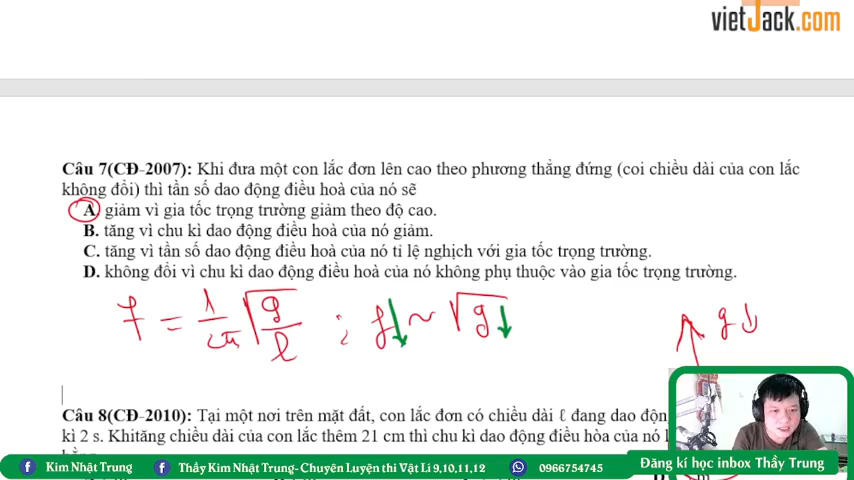 vietJack.com
Câu 7(CĐ-2007): Khi đưa một con lắc đơn lên cao theo phương thẳng đứng (coi chiều dài của con lắc
không đổi) thì tần số dao động điều hoà của nó sẽ
A. giảm vì gia tốc trọng trường giảm theo độ cao.
B. tăng vì chu kì dao động điều hoà của nó giảm.
C. tăng vì tần số dao động điều hoà của nó tỉ lệ nghịch với gia tốc trọng trường.
D. không đổi vì chu kì dao động điều hoà của nó không phụ thuộc vào gia tốc trọng trường.
f = 1/2π √g/ℓ ; f↓ ~ √g↓
↑ g↓
Câu 8(CĐ-2010): Tại một nơi trên mặt đất, con lắc đơn có chiều dài ℓ đang dao độn
kì 2 s. Khităng chiều dài của con lắc thêm 21 cm thì chu kì dao động điều hòa của nó l
Kim Nhật Trung
Thầy Kim Nhật Trung- Chuyên Luyện thi Vật Lí 9,10,11,12
0966754745
Đăng kí học inbox Thầy Trung